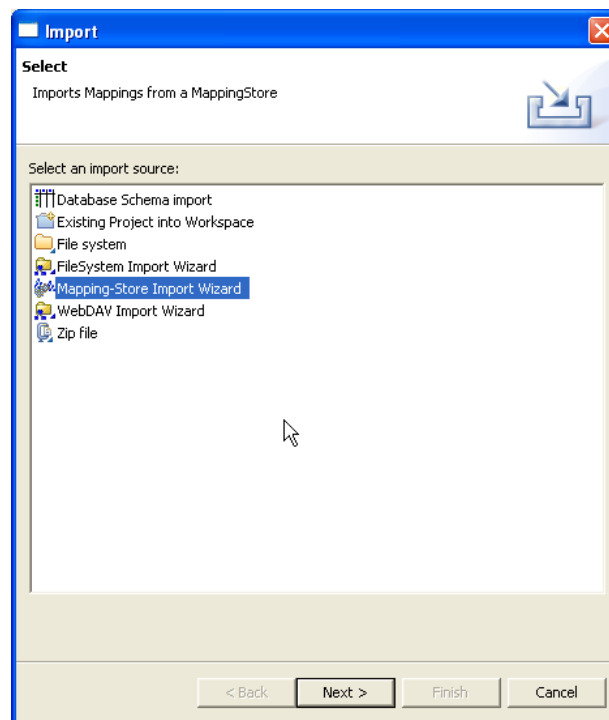 Import
Select
Imports Mappings from a MappingStore
Select an import source:
Database Schema import
Existing Project into Workspace
File system
FileSystem Import Wizard
Mapping-Store Import Wizard
WebDAV Import Wizard
Zip file
< Back Next > Finish Cancel